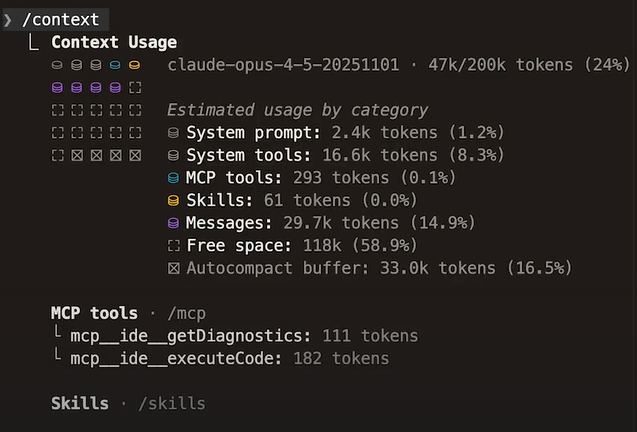 ❯ /context
└ Context Usage
claude-opus-4-5-20251101 · 47k/200k tokens (24%)
Estimated usage by category
System prompt: 2.4k tokens (1.2%)
System tools: 16.6k tokens (8.3%)
MCP tools: 293 tokens (0.1%)
Skills: 61 tokens (0.0%)
Messages: 29.7k tokens (14.9%)
Free space: 118k (58.9%)
Autocompact buffer: 33.0k tokens (16.5%)
MCP tools · /mcp
└ mcp__ide__getDiagnostics: 111 tokens
└ mcp__ide__executeCode: 182 tokens
Skills · /skills